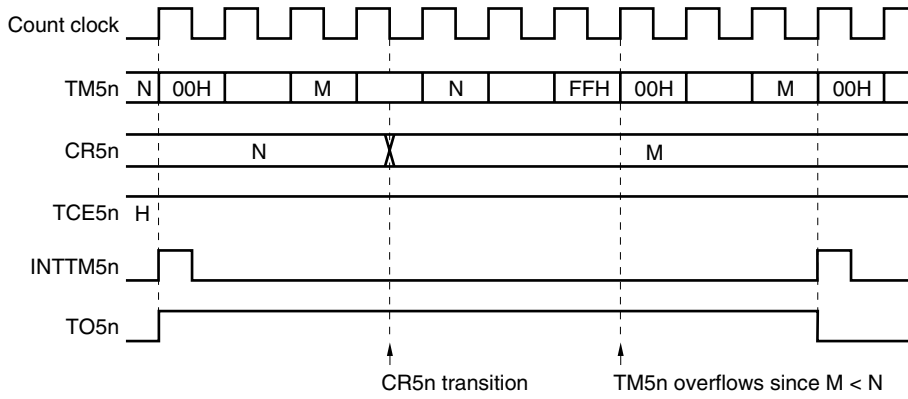 Count clock
TM5n N 00H M N FFH 00H M 00H
CR5n N M
TCE5n H
INTTM5n
TO5n
CR5n transition TM5n overflows since M < N